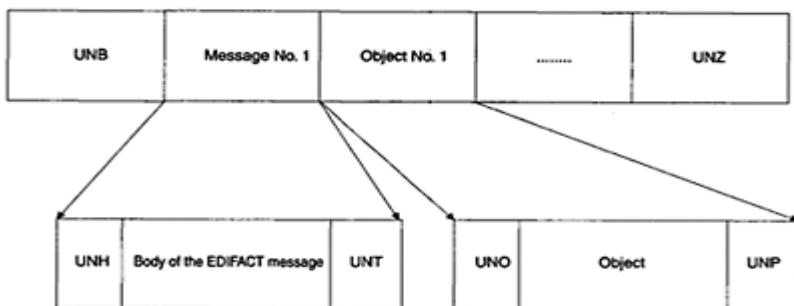 UNB Message No. 1 Object No. 1 ........ UNZ
UNH Body of the EDIFACT message UNT UNO Object UNP